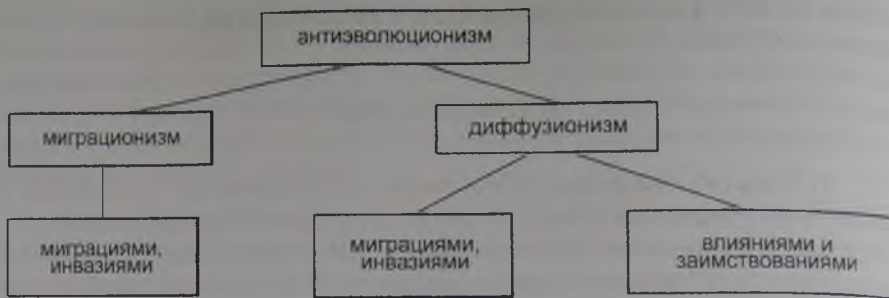 антиэволюционизм
миграционизм
диффузионизм
миграциями,
инвазиями
миграциями,
инвазиями
влияниями и
заимствованиями